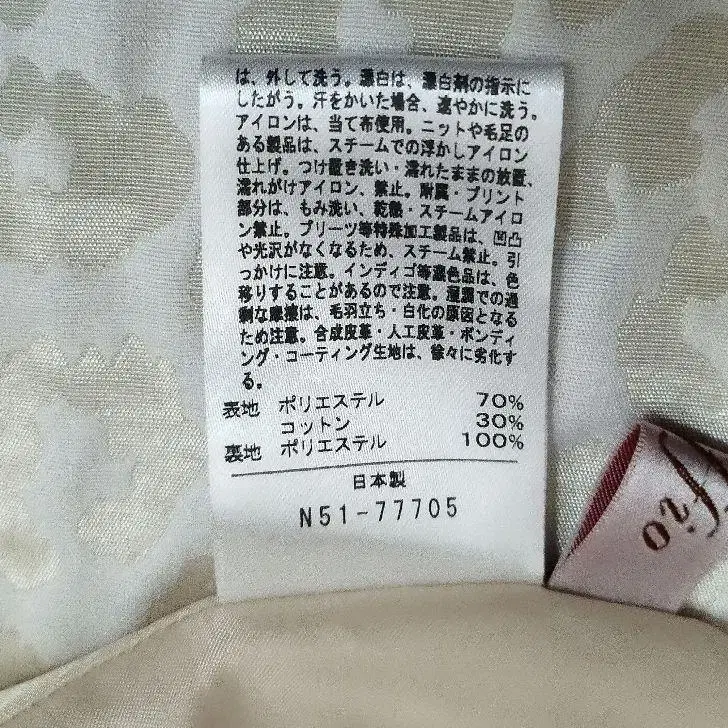 は、外して洗う。漂白は、漂白剤の指示に
したがう。汗をかいた場合、速やかに洗う。
アイロンは、当て布使用。ニットや毛足の
ある製品は、スチームでの浮かしアイロン
仕上げ。つけ置き洗い・濡れたままの放置、
濡れがけアイロン、禁止。附属・プリント
部分は、もみ洗い、乾熱・スチームアイロ
ン禁止。プリーツ等特殊加工製品は、凹凸
や光沢がなくなるため、スチーム禁止。引
っかけに注意。インディゴ等濃色品は、色
移りすることがあるので注意。湿潤での過
剰な摩擦は、毛羽立ち・白化の原因となる
ため注意。合成皮革・人工皮革・ボンディ
ング・コーティング生地は、徐々に劣化す
る。
表地 ポリエステル 70%
コットン 30%
裏地 ポリエステル 100%
日本製
N51-77705